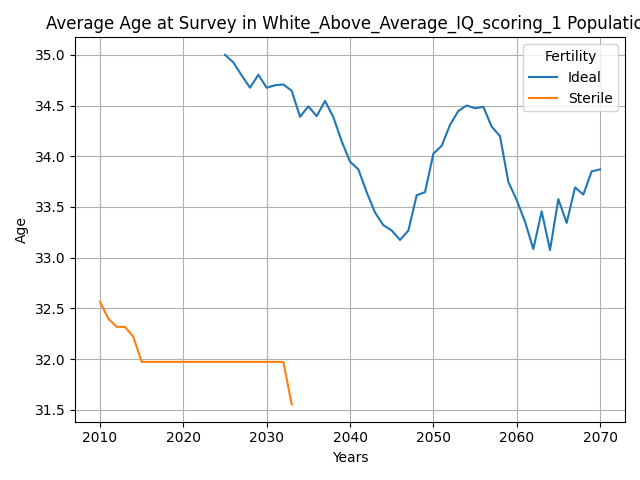 Average Age at Survey in White_Above_Average_IQ_scoring_1 Populatio
Fertility
Ideal
Sterile
Age
35.0
34.5
34.0
33.5
33.0
32.5
32.0
31.5
2010 2020 2030 2040 2050 2060 2070
Years